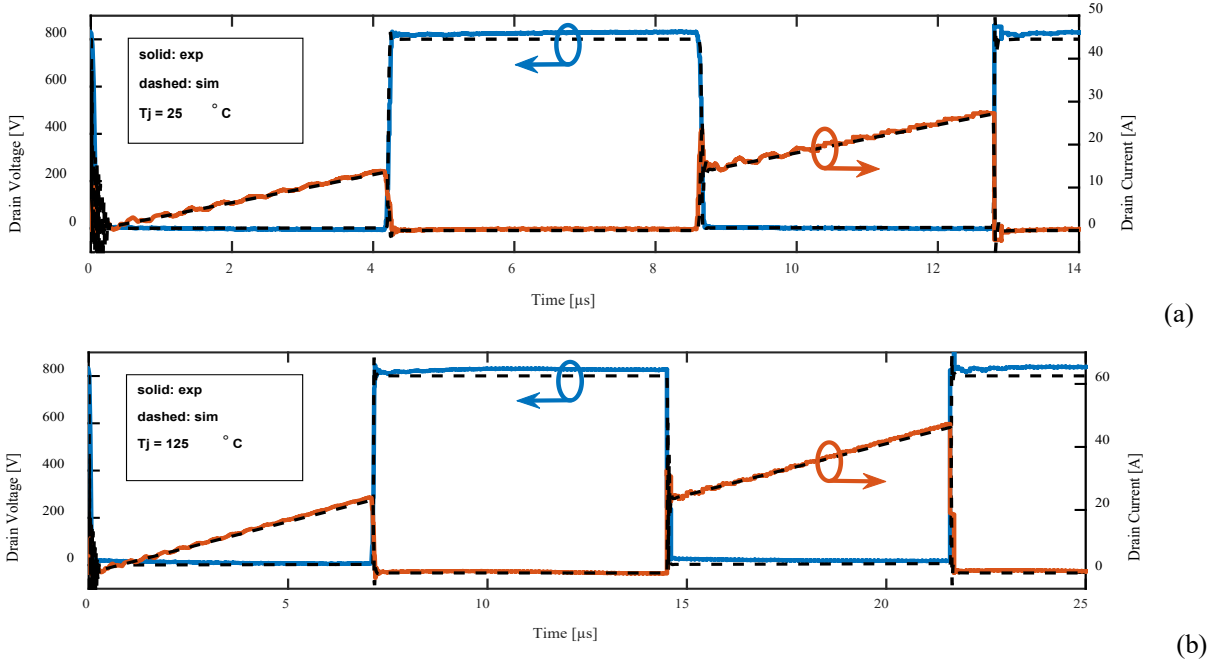 800
600
400
200
0
Drain Voltage [V]
solid: exp
dashed: sim
Tj = 25 °C
50
40
30
20
10
0
Drain Current [A]
0 2 4 6 8 10 12 14
Time [µs]
(a)
800
600
400
200
0
Drain Voltage [V]
solid: exp
dashed: sim
Tj = 125 °C
60
40
20
0
Drain Current [A]
0 5 10 15 20 25
Time [µs]
(b)